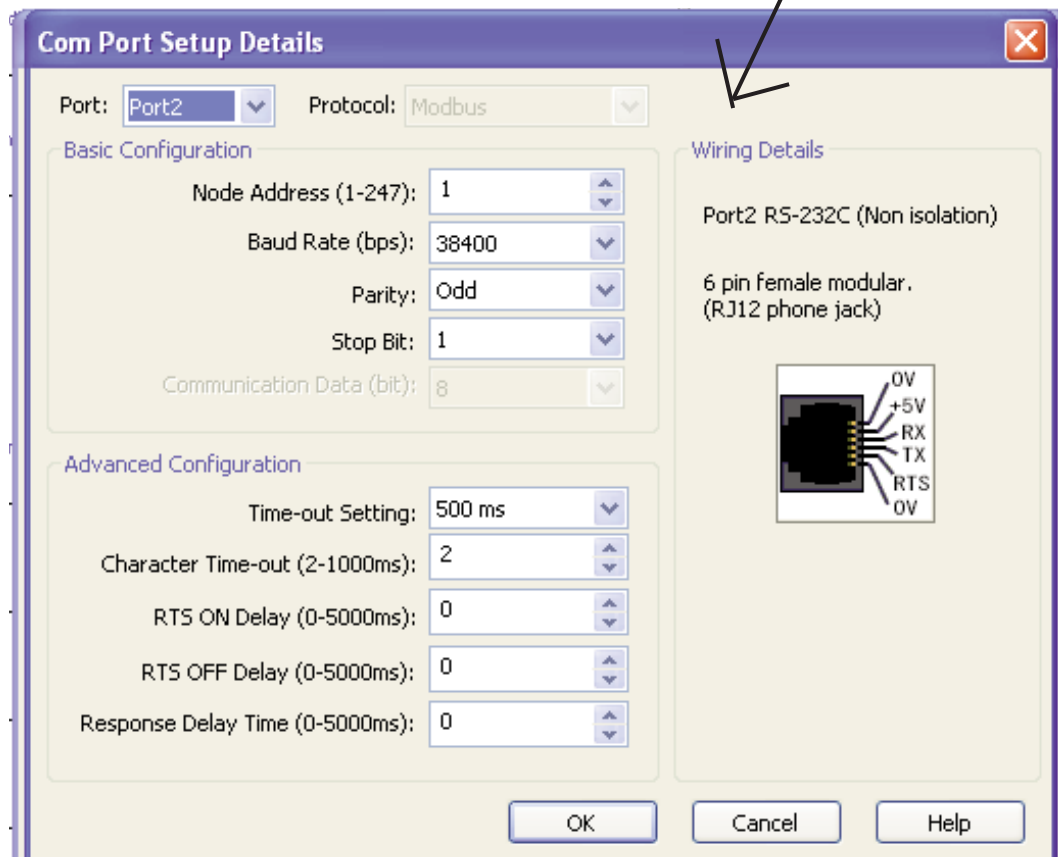 Com Port Setup Details
Port: Port2 Protocol: Modbus
Basic Configuration
Node Address (1-247): 1
Baud Rate (bps): 38400
Parity: Odd
Stop Bit: 1
Communication Data (bit): 8
Advanced Configuration
Time-out Setting: 500 ms
Character Time-out (2-1000ms): 2
RTS ON Delay (0-5000ms): 0
RTS OFF Delay (0-5000ms): 0
Response Delay Time (0-5000ms): 0
Wiring Details
Port2 RS-232C (Non isolation)
6 pin female modular.
(RJ12 phone jack)
0V
+5V
RX
TX
RTS
0V
OK Cancel Help